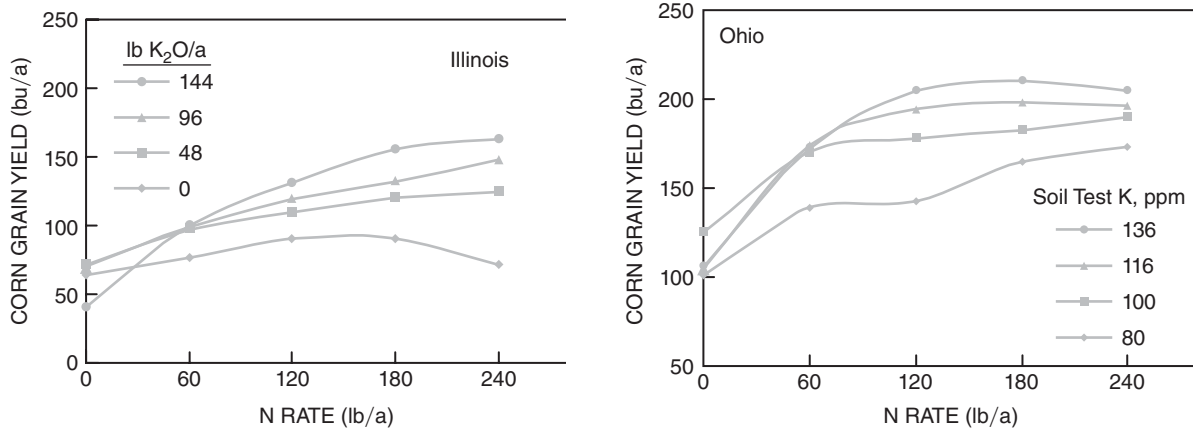 250
200
150
100
50
0
CORN GRAIN YIELD (bu/a)
lb K₂O/a
144
96
48
0
Illinois
0 60 120 180 240
N RATE (lb/a)
250
200
150
100
50
CORN GRAIN YIELD (bu/a)
Ohio
Soil Test K, ppm
136
116
100
80
0 60 120 180 240
N RATE (lb/a)